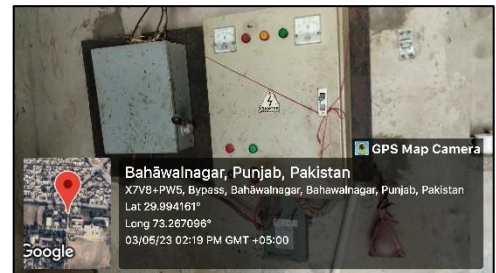 GPS Map Camera
Bahāwalnagar, Punjab, Pakistan
X7V8+PW5, Bypass, Bahāwalnagar, Bahawalnagar, Punjab, Pakistan
Lat 29.994161°
Long 73.267096°
03/05/23 02:19 PM GMT +05:00
Google